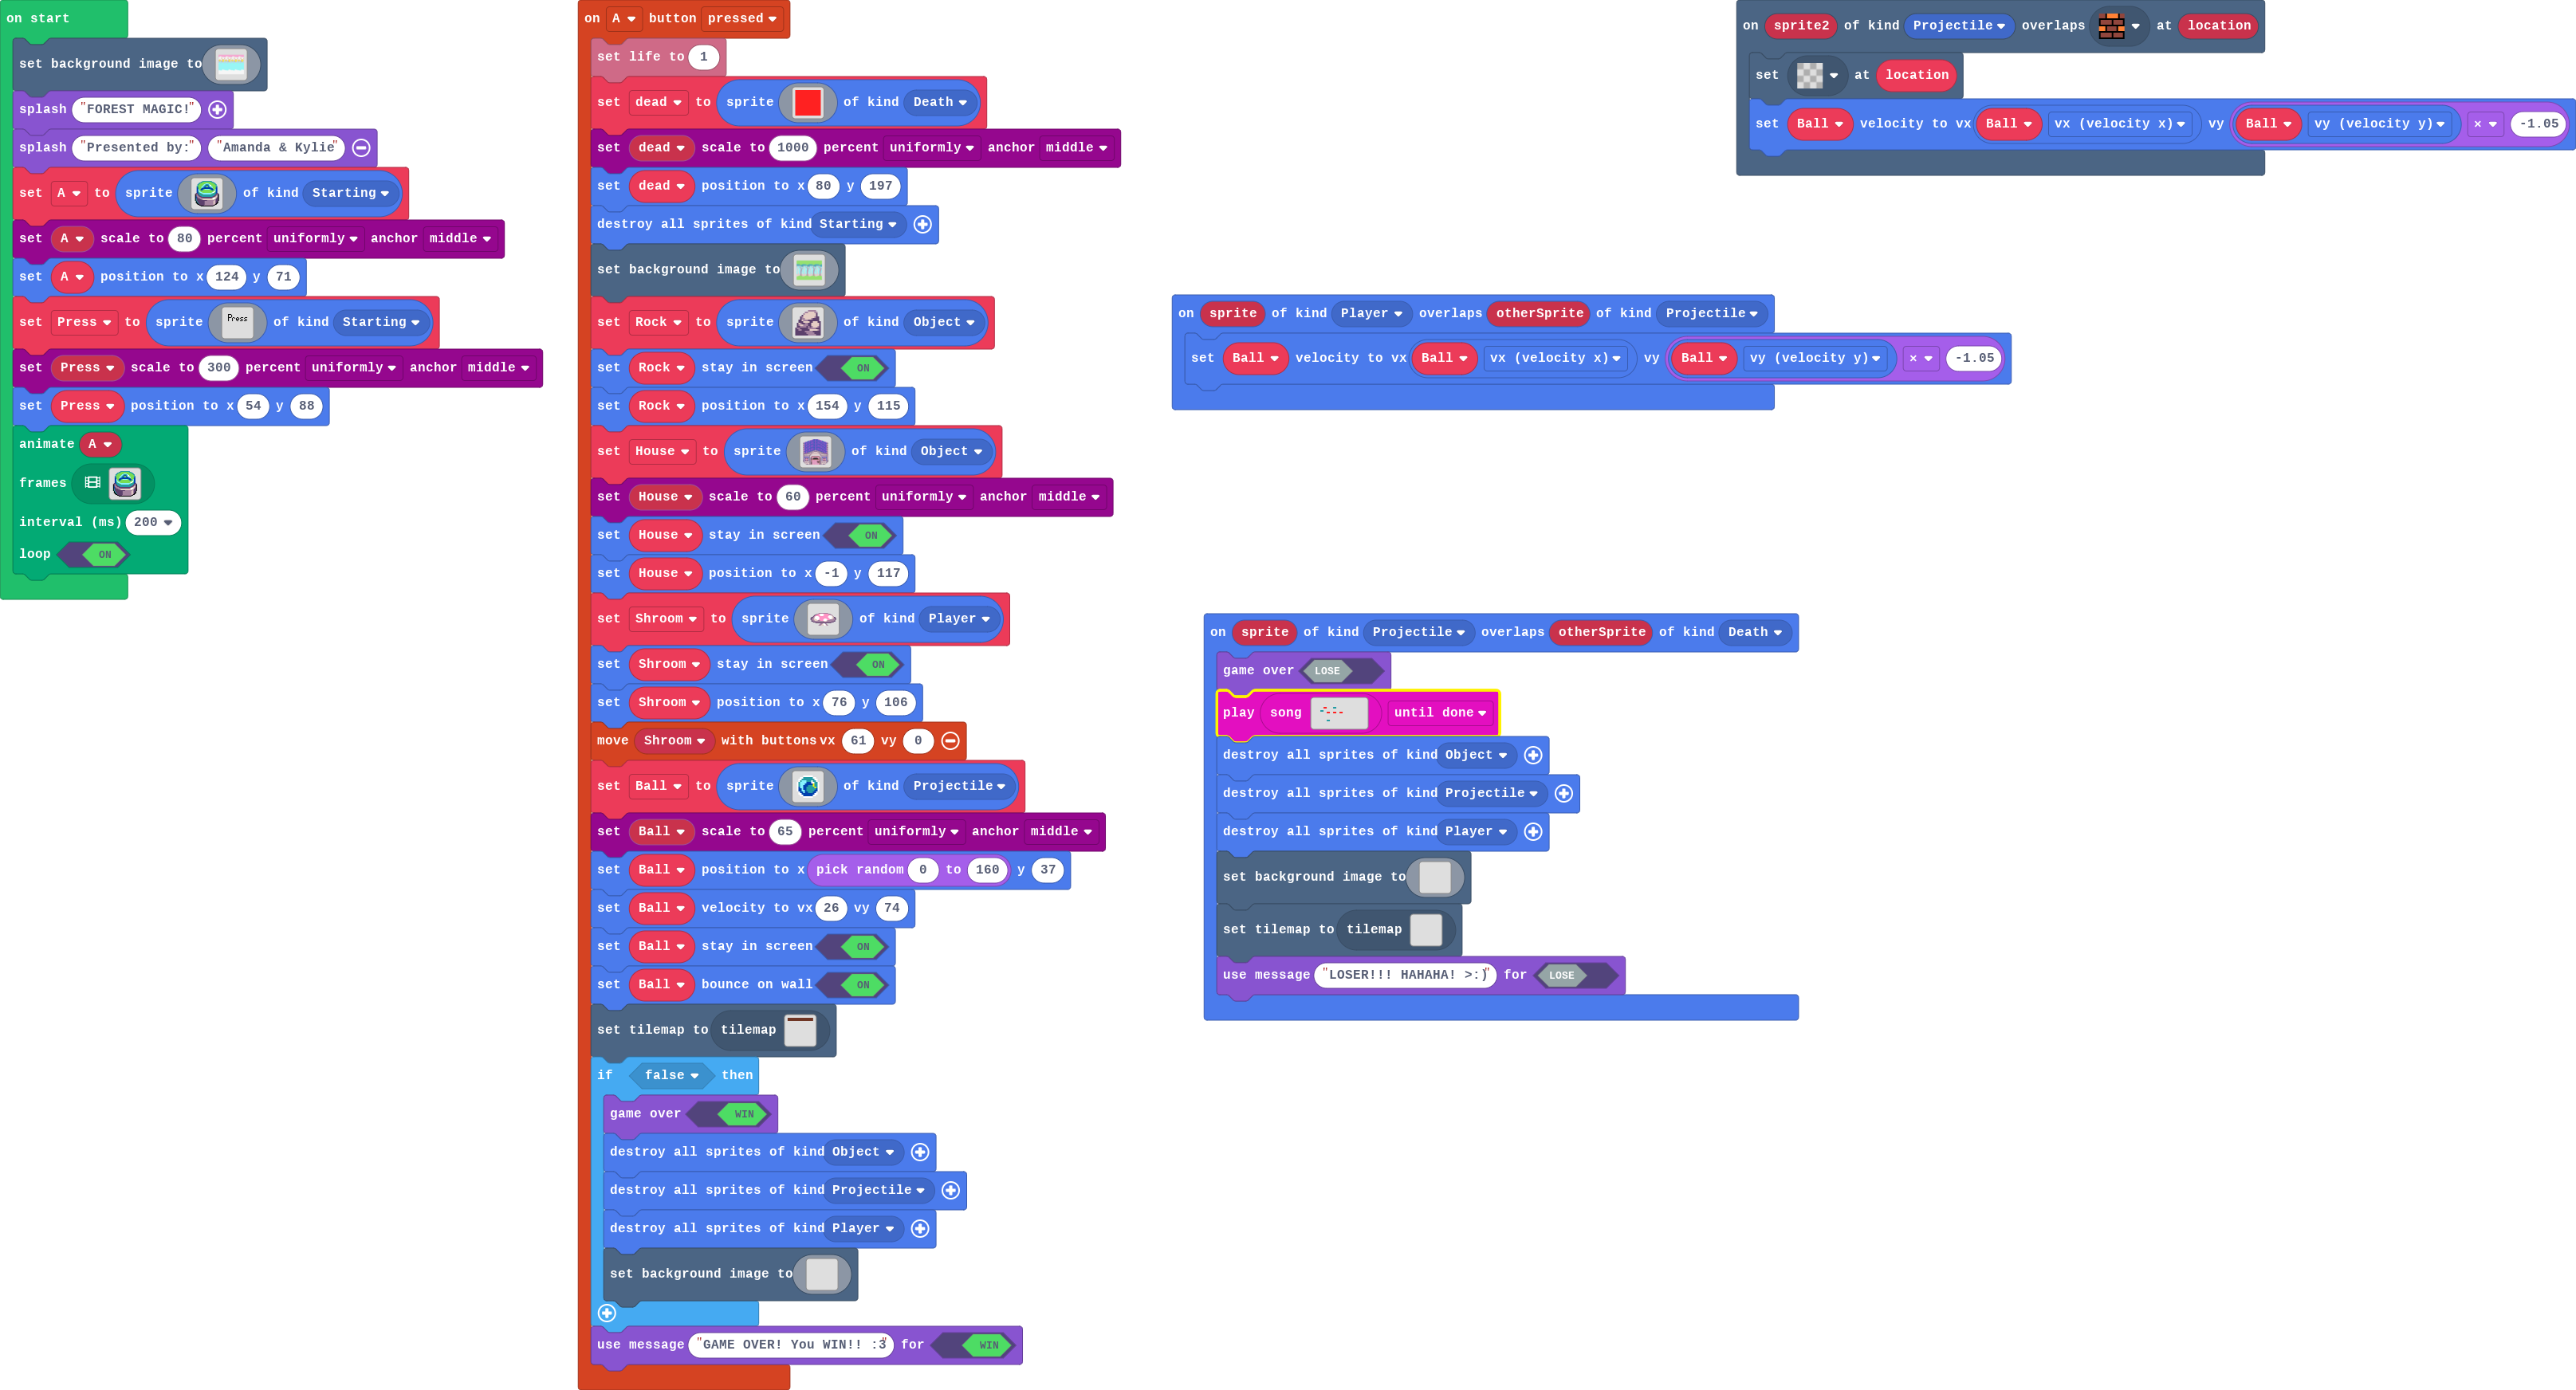 on start
set background image to
splash "FOREST MAGIC!"
splash "Presented by:" "Amanda & Kylie"
set A to sprite of kind Starting
set A scale to 80 percent uniformly anchor middle
set A position to x 124 y 71
set Press to sprite Press of kind Starting
set Press scale to 300 percent uniformly anchor middle
set Press position to x 54 y 88
animate A
frames
interval (ms) 200
loop ON
on A button pressed
set life to 1
set dead to sprite of kind Death
set dead scale to 1000 percent uniformly anchor middle
set dead position to x 80 y 197
destroy all sprites of kind Starting
set background image to
set Rock to sprite of kind Object
set Rock stay in screen ON
set Rock position to x 154 y 115
set House to sprite of kind Object
set House scale to 60 percent uniformly anchor middle
set House stay in screen ON
set House position to x -1 y 117
set Shroom to sprite of kind Player
set Shroom stay in screen ON
set Shroom position to x 76 y 106
move Shroom with buttons vx 61 vy 0
set Ball to sprite of kind Projectile
set Ball scale to 65 percent uniformly anchor middle
set Ball position to x pick random 0 to 160 y 37
set Ball velocity to vx 26 vy 74
set Ball stay in screen ON
set Ball bounce on wall ON
set tilemap to tilemap
if false then
game over WIN
destroy all sprites of kind Object
destroy all sprites of kind Projectile
destroy all sprites of kind Player
set background image to
use message "GAME OVER! You WIN!! :3" for WIN
on sprite2 of kind Projectile overlaps at location
set at location
set Ball velocity to vx Ball vx (velocity x) vy Ball vy (velocity y) × -1.05
on sprite of kind Player overlaps otherSprite of kind Projectile
set Ball velocity to vx Ball vx (velocity x) vy Ball vy (velocity y) × -1.05
on sprite of kind Projectile overlaps otherSprite of kind Death
game over LOSE
play song until done
destroy all sprites of kind Object
destroy all sprites of kind Projectile
destroy all sprites of kind Player
set background image to
set tilemap to tilemap
use message "LOSER!!! HAHAHA! >:)" for LOSE